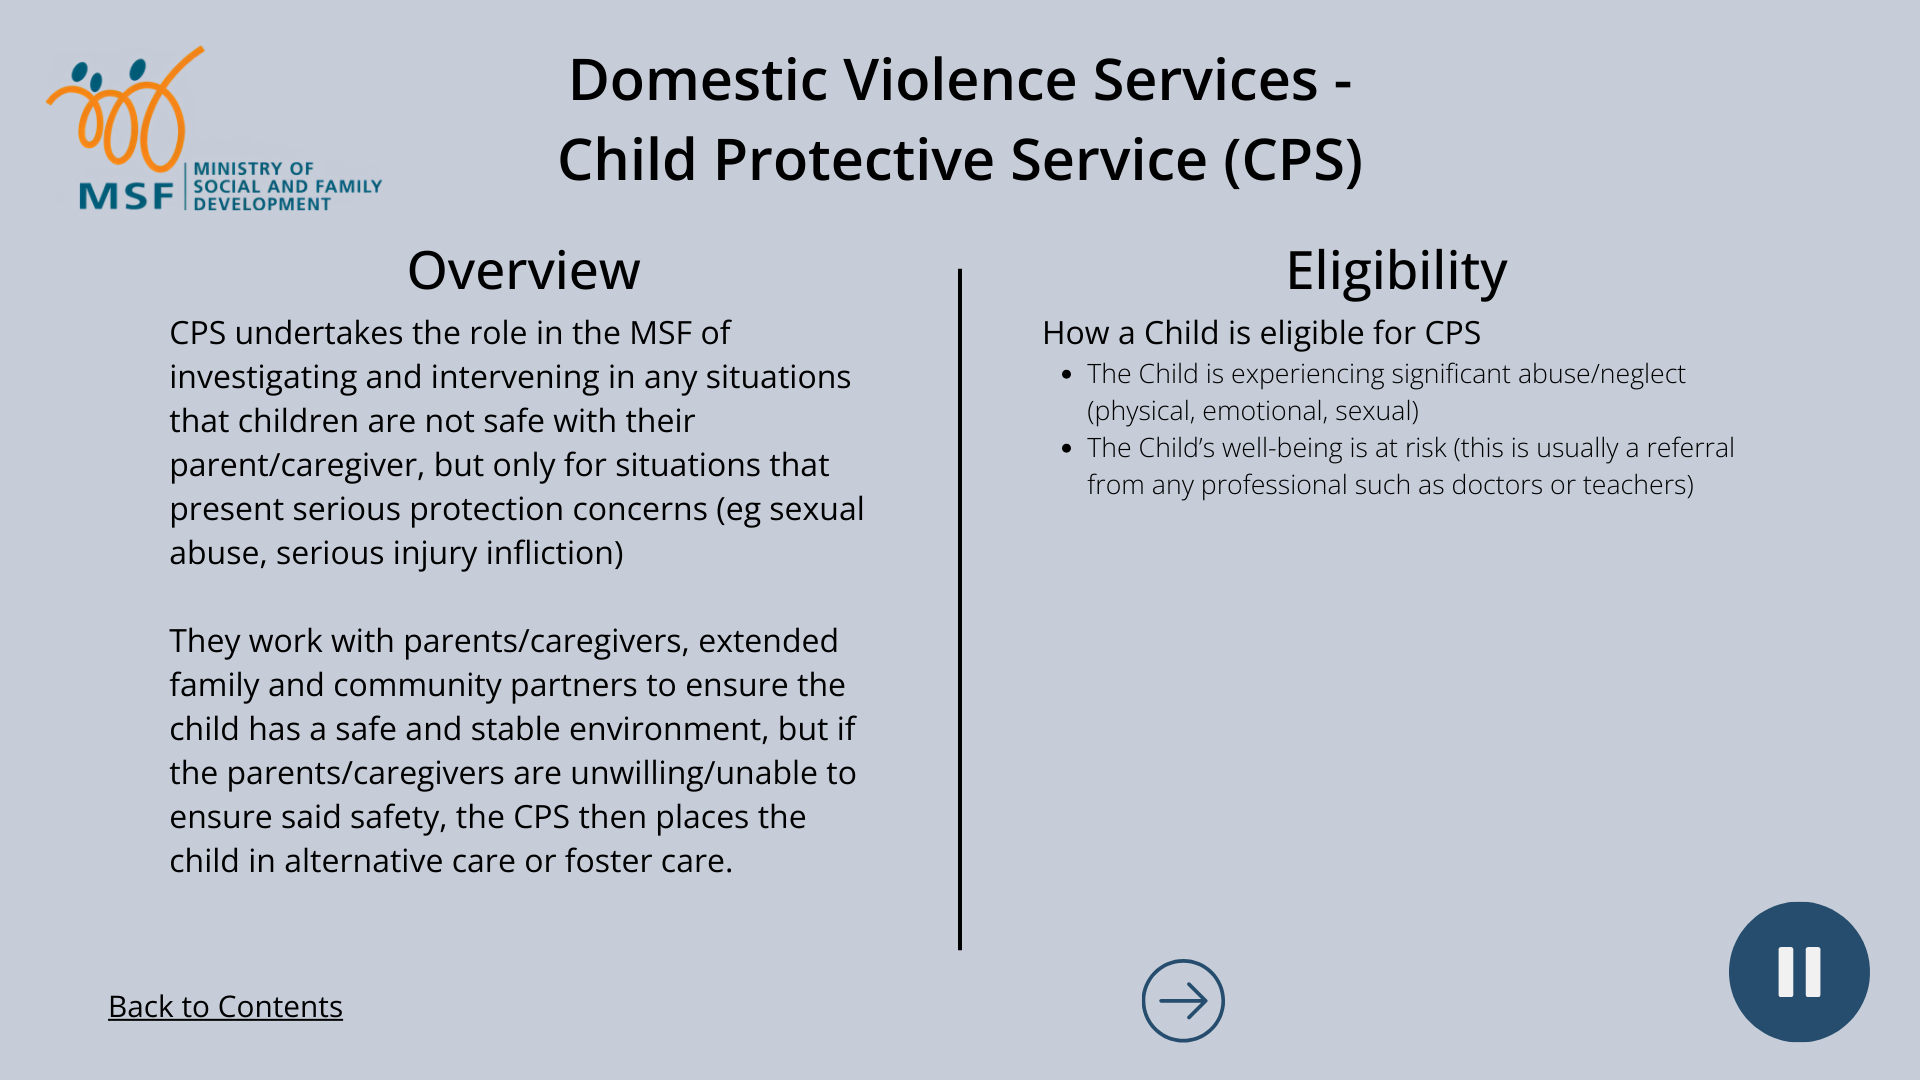 MSF
MINISTRY OF
SOCIAL AND FAMILY
DEVELOPMENT
Domestic Violence Services -
Child Protective Service (CPS)
Overview
CPS undertakes the role in the MSF of
investigating and intervening in any situations
that children are not safe with their
parent/caregiver, but only for situations that
present serious protection concerns (eg sexual
abuse, serious injury infliction)
They work with parents/caregivers, extended
family and community partners to ensure the
child has a safe and stable environment, but if
the parents/caregivers are unwilling/unable to
ensure said safety, the CPS then places the
child in alternative care or foster care.
Eligibility
How a Child is eligible for CPS
• The Child is experiencing significant abuse/neglect
(physical, emotional, sexual)
• The Child’s well-being is at risk (this is usually a referral
from any professional such as doctors or teachers)
Back to Contents